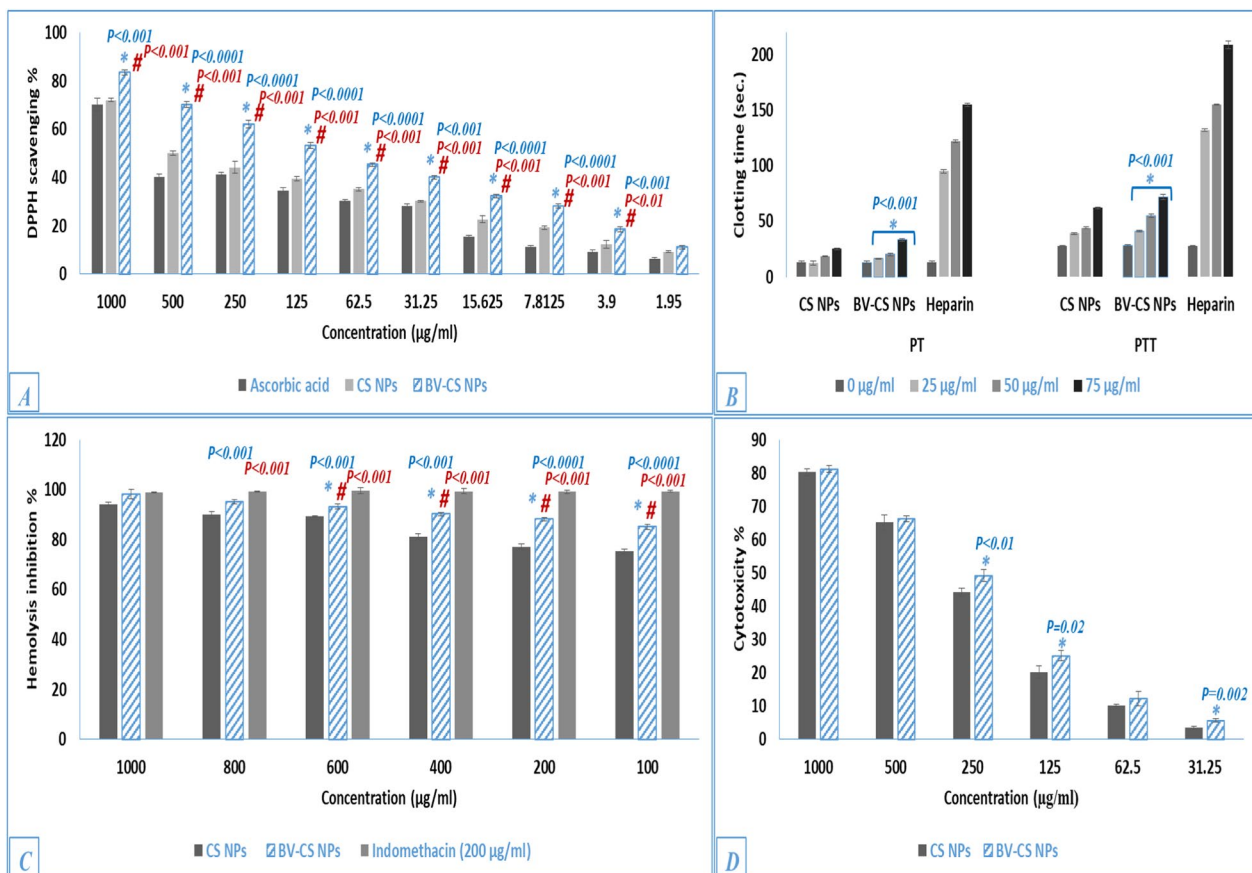 DPPH scavenging %
100
80
60
40
20
0
P<0.001
* # P<0.001
P<0.0001
* P<0.001
#
P<0.0001
* P<0.001
#
P<0.0001
* P<0.001
#
P<0.0001
* P<0.001
#
P<0.001
* P<0.001
#
P<0.0001
* P<0.001
#
P<0.0001
* P<0.001
#
P<0.001
* P<0.01
#
1000 500 250 125 62.5 31.25 15.625 7.8125 3.9 1.95
Concentration (µg/ml)
Ascorbic acid CS NPs BV-CS NPs
A
Clotting time (sec.)
200
150
100
50
0
P<0.001
*
P<0.001
*
CS NPs BV-CS NPs Heparin CS NPs BV-CS NPs Heparin
PT PTT
0 µg/ml 25 µg/ml 50 µg/ml 75 µg/ml
B
Hemolysis inhibition %
120
100
80
60
40
20
0
P<0.001
P<0.001
P<0.001
P<0.001
* #
P<0.001
P<0.001
* #
P<0.0001
P<0.001
* #
P<0.0001
P<0.001
* #
1000 800 600 400 200 100
Concentration (µg/ml)
CS NPs BV-CS NPs Indomethacin (200 µg/ml)
C
Cytotoxicity %
90
80
70
60
50
40
30
20
10
0
P<0.01
*
P=0.02
*
P=0.002
*
1000 500 250 125 62.5 31.25
Concentration (µg/ml)
CS NPs BV-CS NPs
D